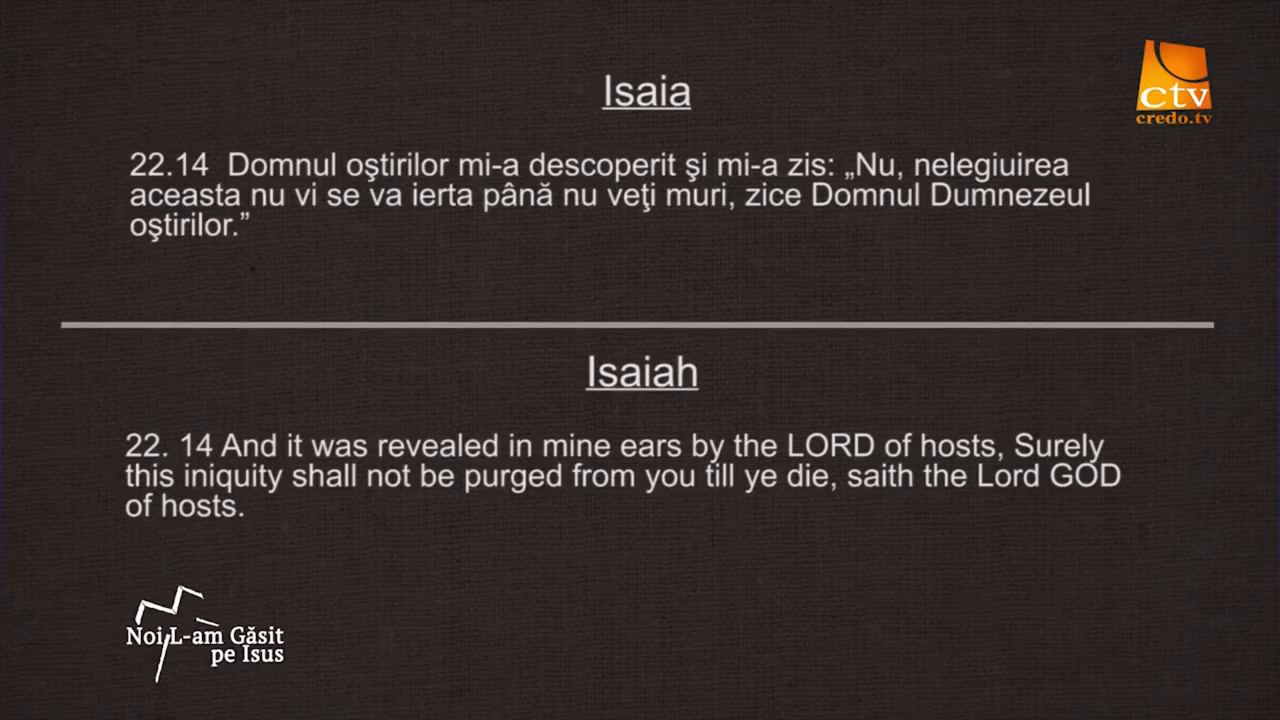 Isaia
ctv
credo.tv
22.14  Domnul oştirilor mi-a descoperit şi mi-a zis: „Nu, nelegiuirea
aceasta nu vi se va ierta până nu veţi muri, zice Domnul Dumnezeul
oştirilor.”
Isaiah
22. 14 And it was revealed in mine ears by the LORD of hosts, Surely
this iniquity shall not be purged from you till ye die, saith the Lord GOD
of hosts.
Noi L-am Găsit
pe Isus